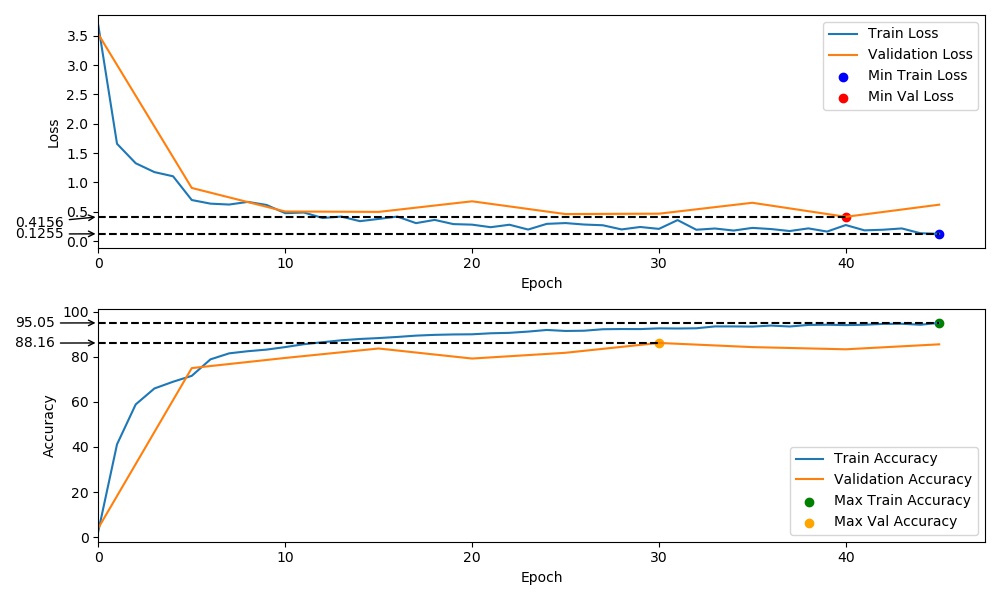 3.5
3.0
2.5
2.0
1.5
1.0
0.5
0.0
Loss
0.4156
0.1255
Train Loss
Validation Loss
Min Train Loss
Min Val Loss
0 10 20 30 40
Epoch
100
80
60
40
20
0
Accuracy
95.05
88.16
Train Accuracy
Validation Accuracy
Max Train Accuracy
Max Val Accuracy
0 10 20 30 40
Epoch